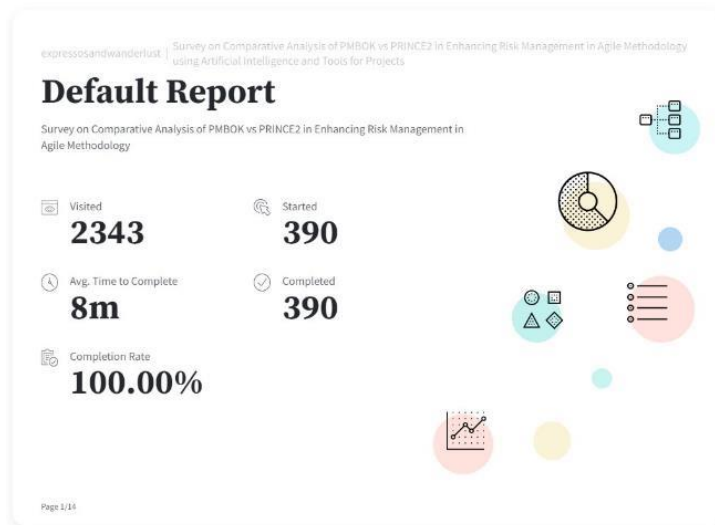 expressosandwanderlust | Survey on Comparative Analysis of PMBOK vs PRINCE2 in Enhancing Risk Management in Agile Methodology
using Artificial Intelligence and Tools for Projects
Default Report
Survey on Comparative Analysis of PMBOK vs PRINCE2 in Enhancing Risk Management in
Agile Methodology
Visited
2343
Started
390
Avg. Time to Complete
8m
Completed
390
Completion Rate
100.00%
Page 1/14